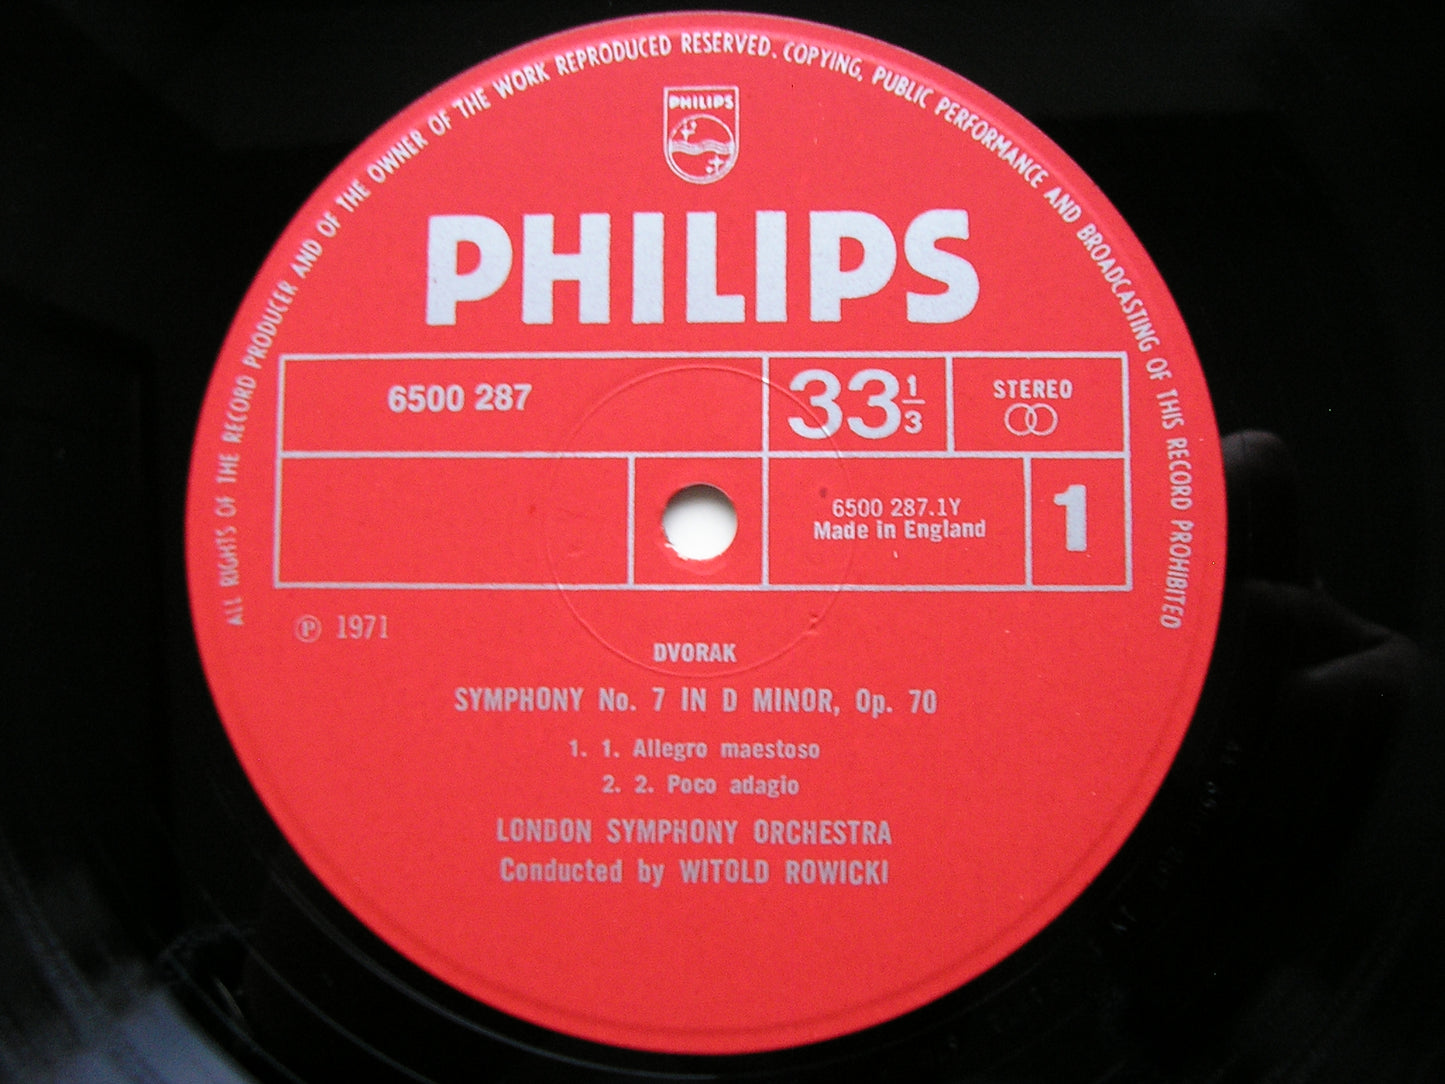 ALL RIGHTS OF THE RECORD PRODUCER AND OF THE OWNER OF THE WORK REPRODUCED RESERVED. COPYING, PUBLIC PERFORMANCE AND BROADCASTING OF THIS RECORD PROHIBITED
PHILIPS
PHILIPS
6500 287
33 1/3
STEREO
6500 287.1Y
Made in England
1
Ⓟ 1971
DVORAK
SYMPHONY No. 7 IN D MINOR, Op. 70
1. 1. Allegro maestoso
2. 2. Poco adagio
LONDON SYMPHONY ORCHESTRA
Conducted by WITOLD ROWICKI